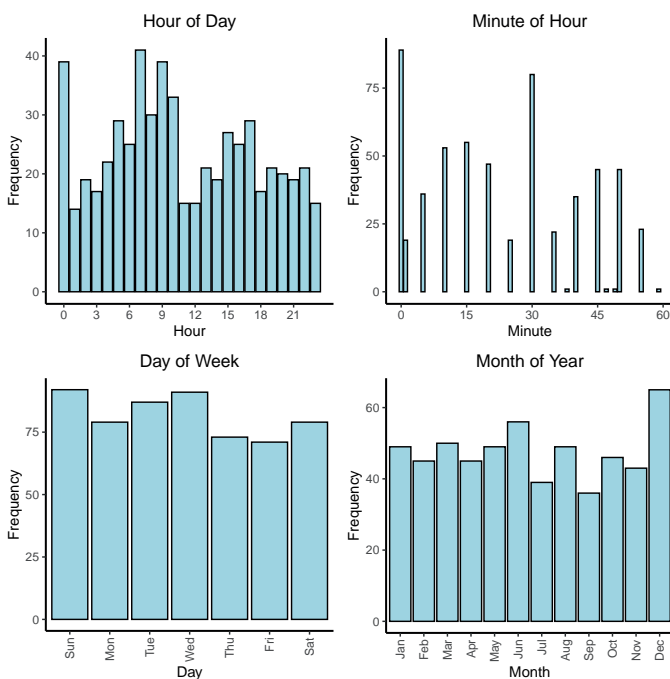 Hour of Day
Frequency
40
30
20
10
0
0 3 6 9 12 15 18 21
Hour
Minute of Hour
Frequency
75
50
25
0
0 15 30 45 60
Minute
Day of Week
Frequency
75
50
25
0
Sun Mon Tue Wed Thu Fri Sat
Day
Month of Year
Frequency
60
40
20
0
Jan Feb Mar Apr May Jun Jul Aug Sep Oct Nov Dec
Month